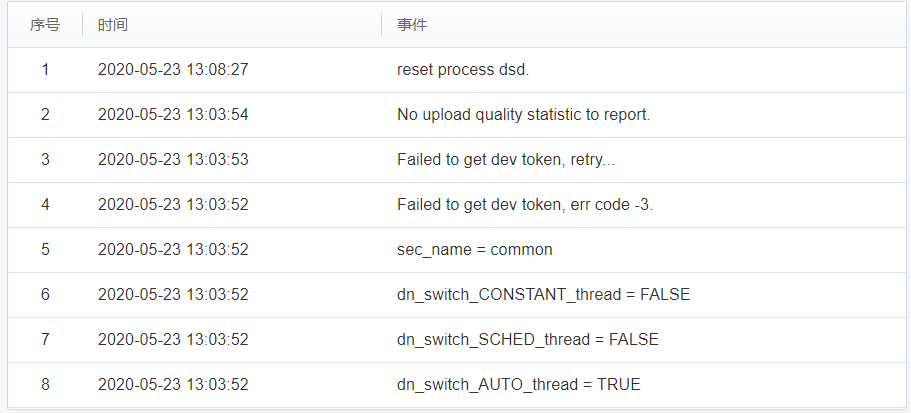 序号 时间 事件
1 2020-05-23 13:08:27 reset process dsd.
2 2020-05-23 13:03:54 No upload quality statistic to report.
3 2020-05-23 13:03:53 Failed to get dev token, retry...
4 2020-05-23 13:03:52 Failed to get dev token, err code -3.
5 2020-05-23 13:03:52 sec_name = common
6 2020-05-23 13:03:52 dn_switch_CONSTANT_thread = FALSE
7 2020-05-23 13:03:52 dn_switch_SCHED_thread = FALSE
8 2020-05-23 13:03:52 dn_switch_AUTO_thread = TRUE